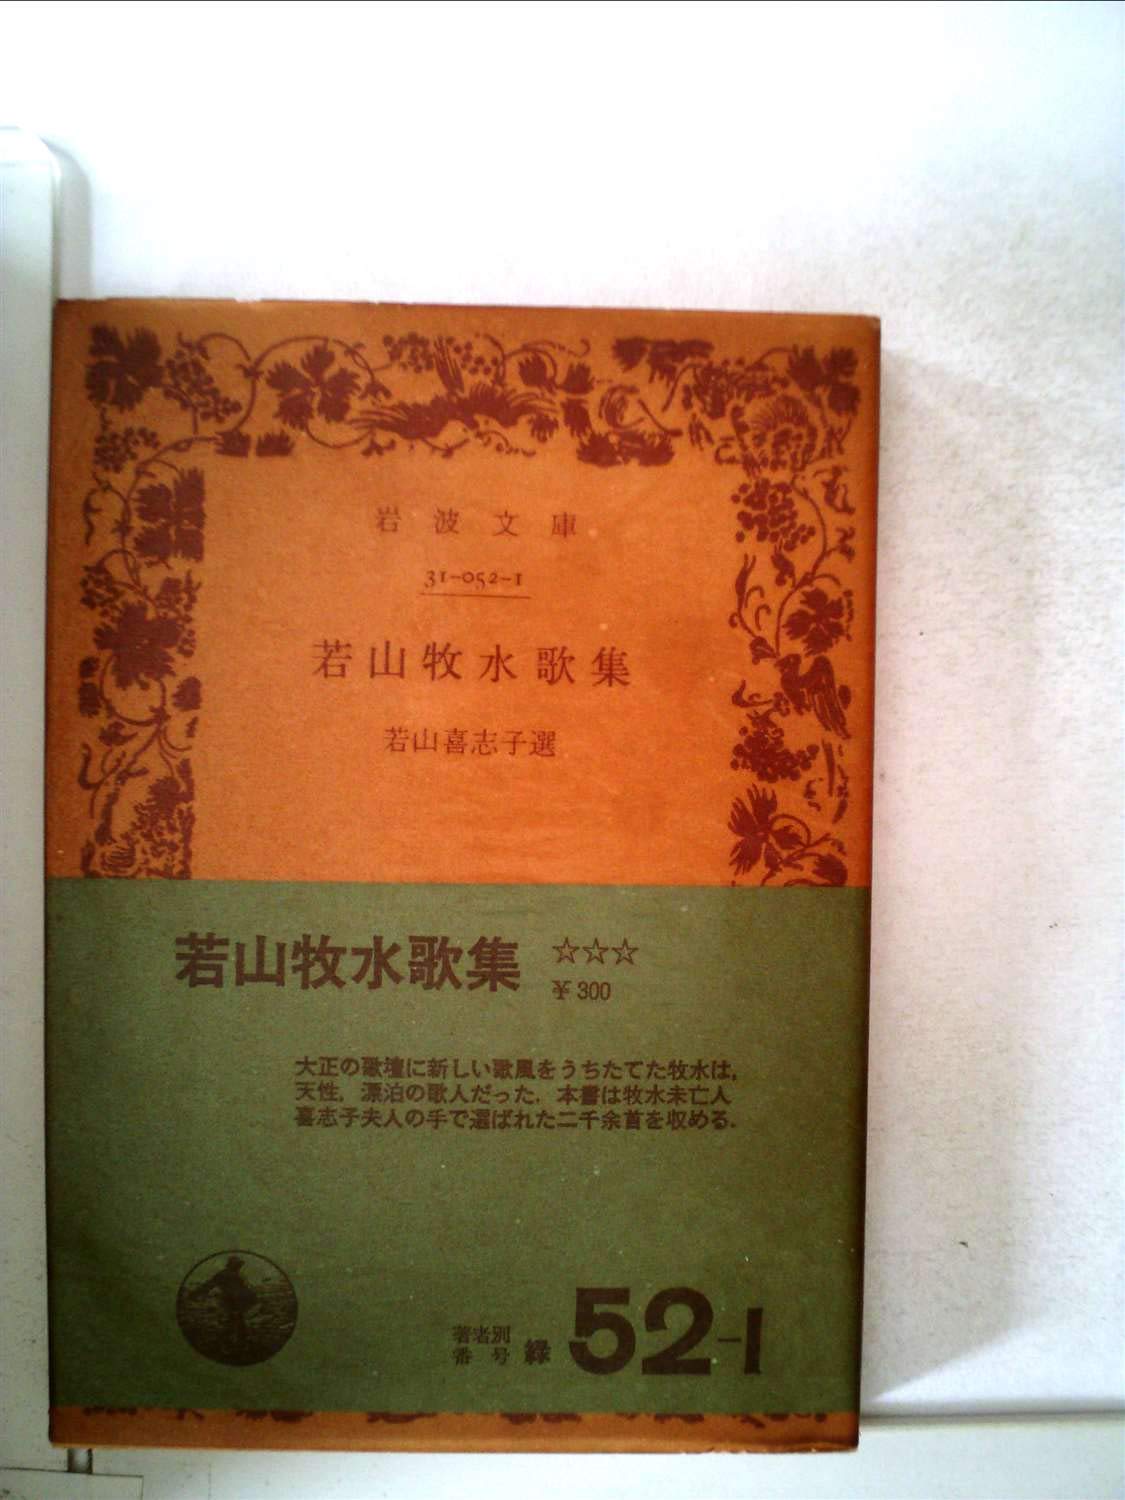 岩波文庫
31-052-1
若山牧水歌集
若山喜志子選
若山牧水歌集 ☆☆☆
¥300
大正の歌壇に新しい歌風をうちたてた牧水は,
天性, 漂泊の歌人だった. 本書は牧水未亡人
喜志子夫人の手で選ばれた二千余首を収める.
著者別
番号 緑 52-1